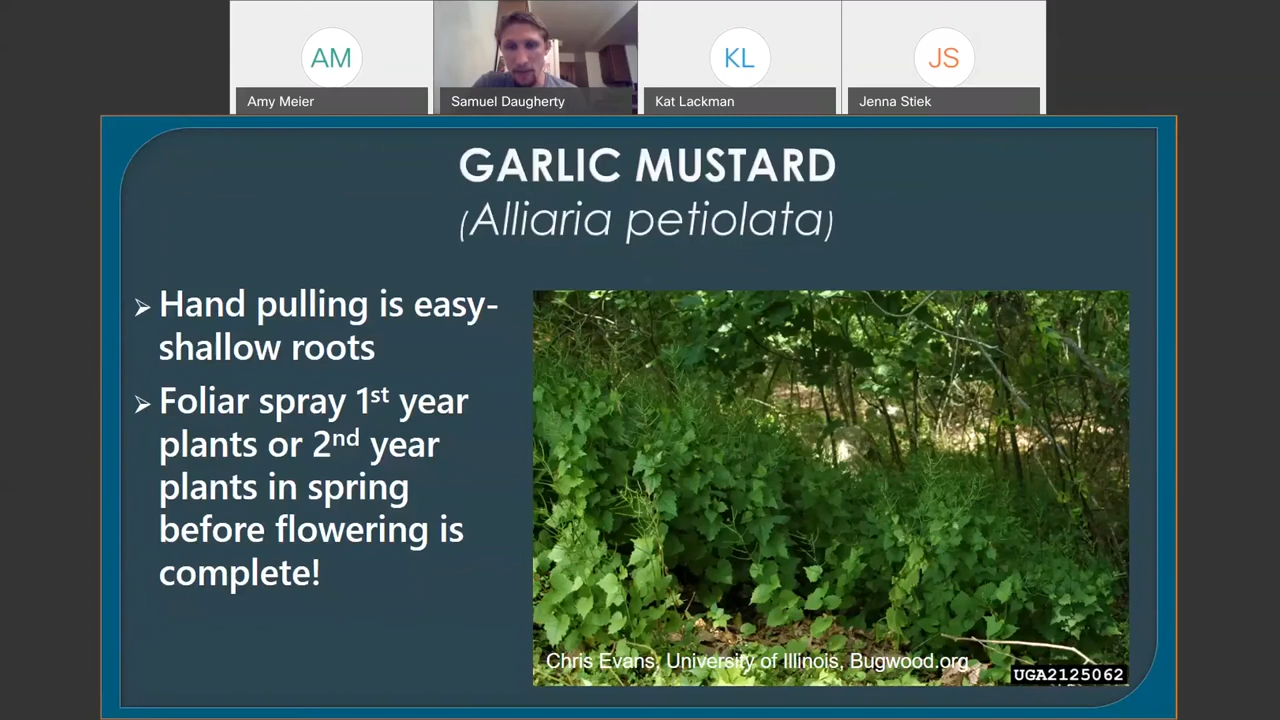 AM
KL
JS
Amy Meier
Samuel Daugherty
Kat Lackman
Jenna Stiek
GARLIC MUSTARD
(Alliaria petiolata)
➢ Hand pulling is easy-
shallow roots
➢ Foliar spray 1st year
plants or 2nd year
plants in spring
before flowering is
complete!
Chris Evans, University of Illinois, Bugwood.org
UGA2125062